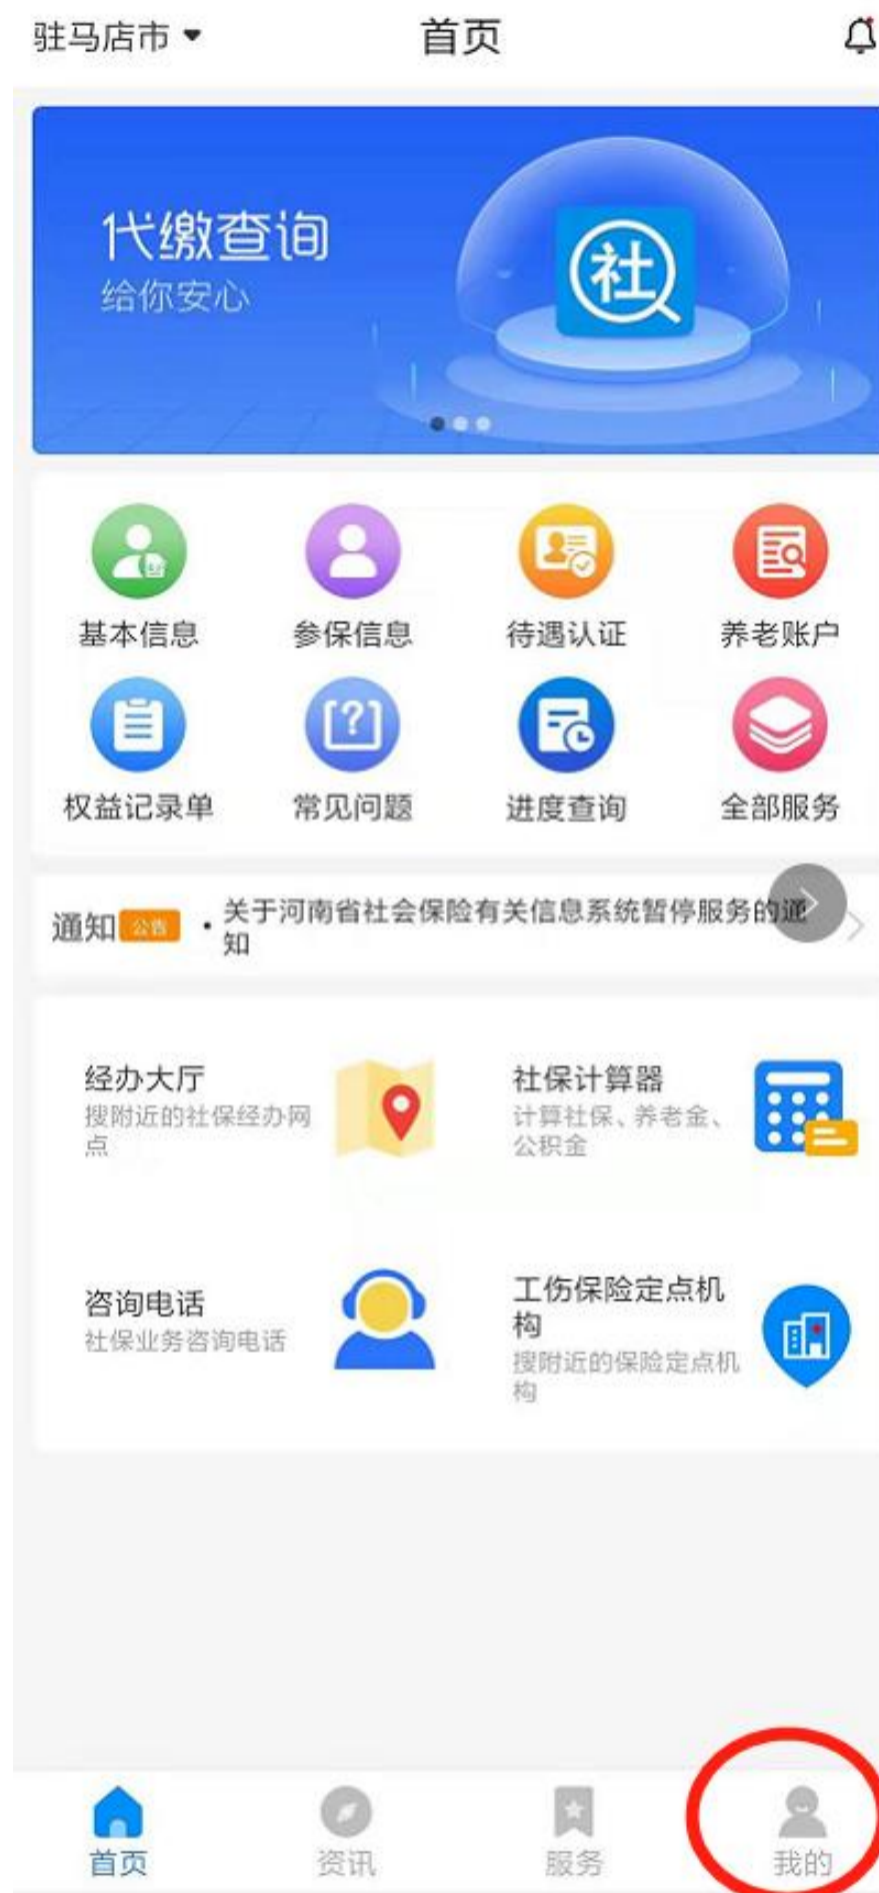 驻马店市
首页
代缴查询
给你安心
社
基本信息
参保信息
待遇认证
养老账户
权益记录单
常见问题
进度查询
全部服务
通知
公告
·关于河南省社会保险有关信息系统暂停服务的通
知
经办大厅
搜附近的社保经办网
点
社保计算器
计算社保、养老金、
公积金
咨询电话
社保业务咨询电话
工伤保险定点机
构
搜附近的保险定点机
构
首页
资讯
服务
我的